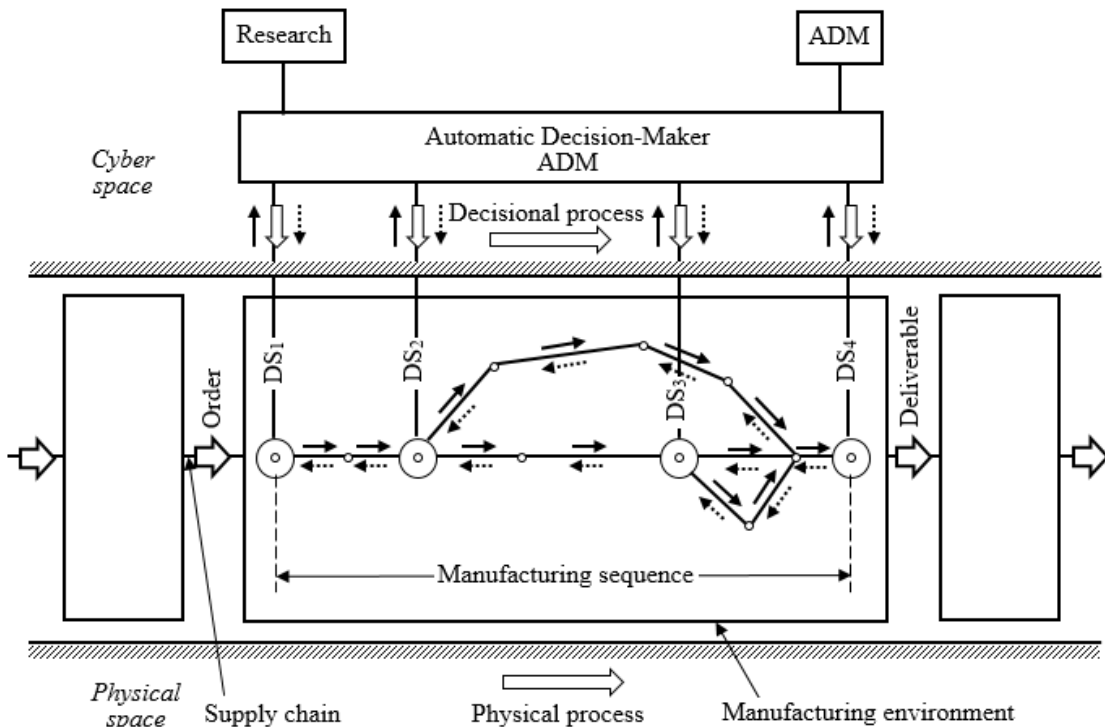 Research
ADM
Automatic Decision-Maker
ADM
Cyber
space
Decisional process
DS1
DS2
DS3
DS4
Order
Deliverable
Manufacturing sequence
Physical
space
Supply chain
Physical process
Manufacturing environment